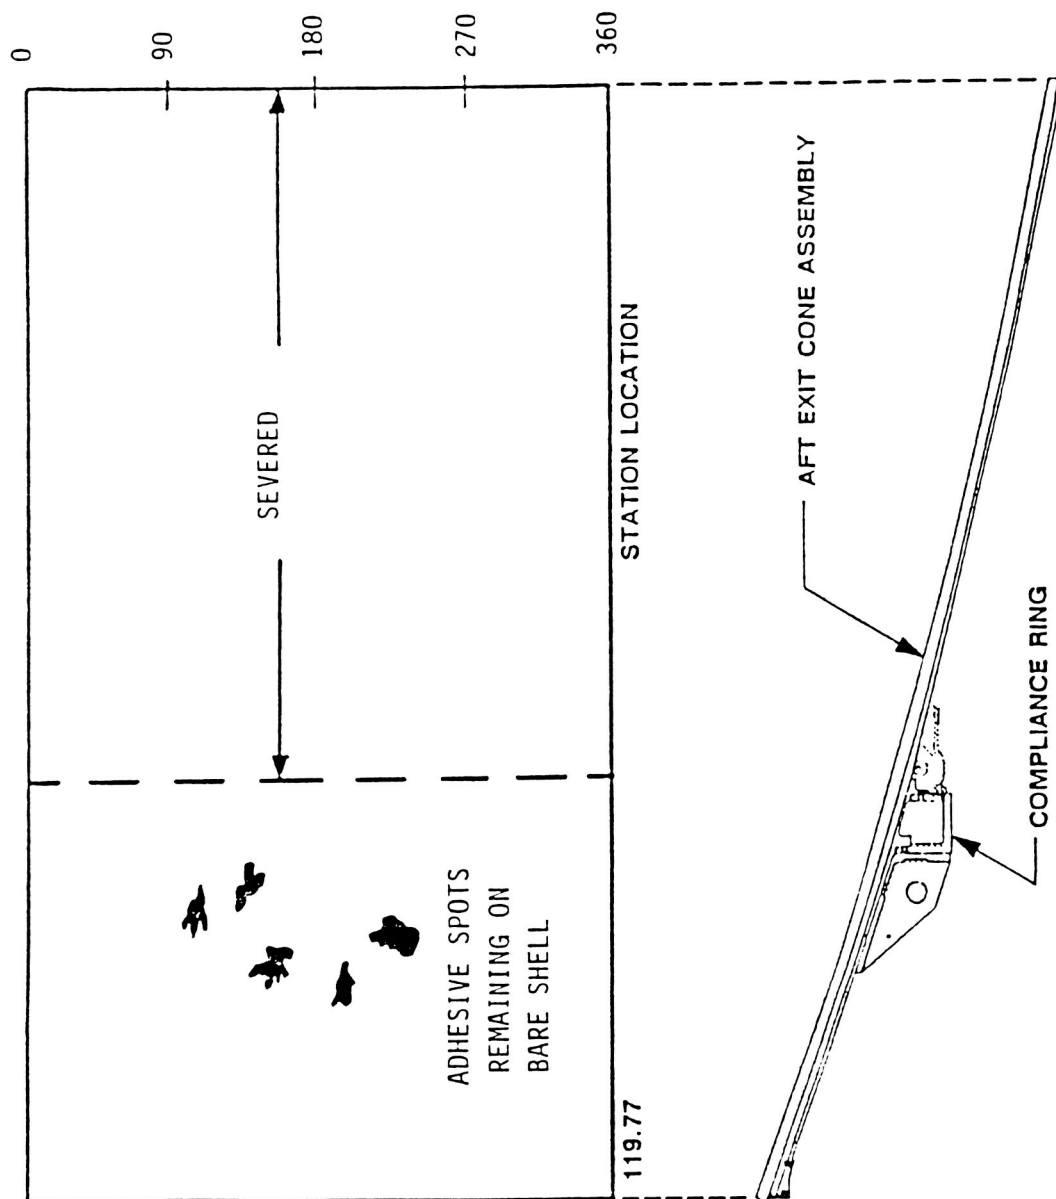 0
90
180
270
360
SEVERED
ADHESIVE SPOTS
REMAINING ON
BARE SHELL
119.77
STATION LOCATION
AFT EXIT CONE ASSEMBLY
COMPLIANCE RING